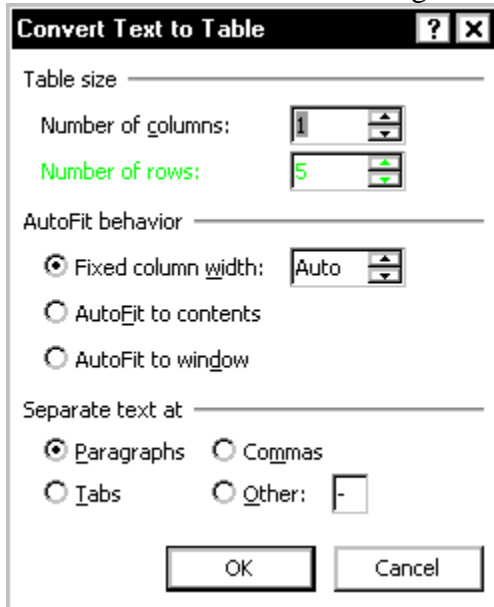 Convert Text to Table ? X
Table size
Number of columns: 1
Number of rows: 5
AutoFit behavior
Fixed column width: Auto
AutoFit to contents
AutoFit to window
Separate text at
Paragraphs Commas
Tabs Other: -
OK Cancel